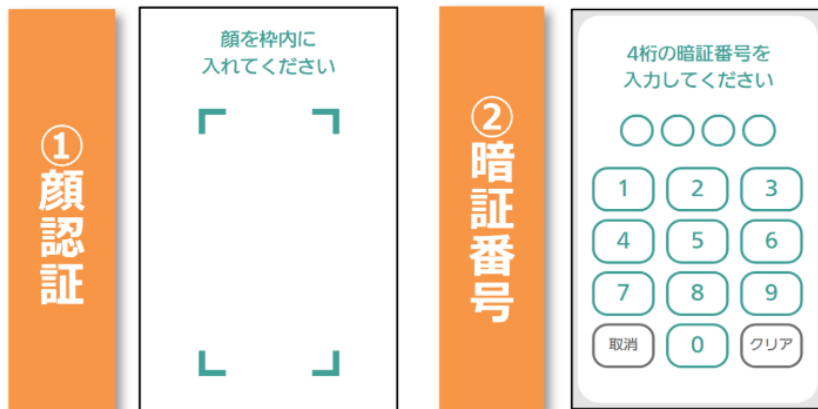 ①顔認証
顔を枠内に
入れてください
②暗証番号
4桁の暗証番号を
入力してください
1 2 3
4 5 6
7 8 9
取消 0 クリア